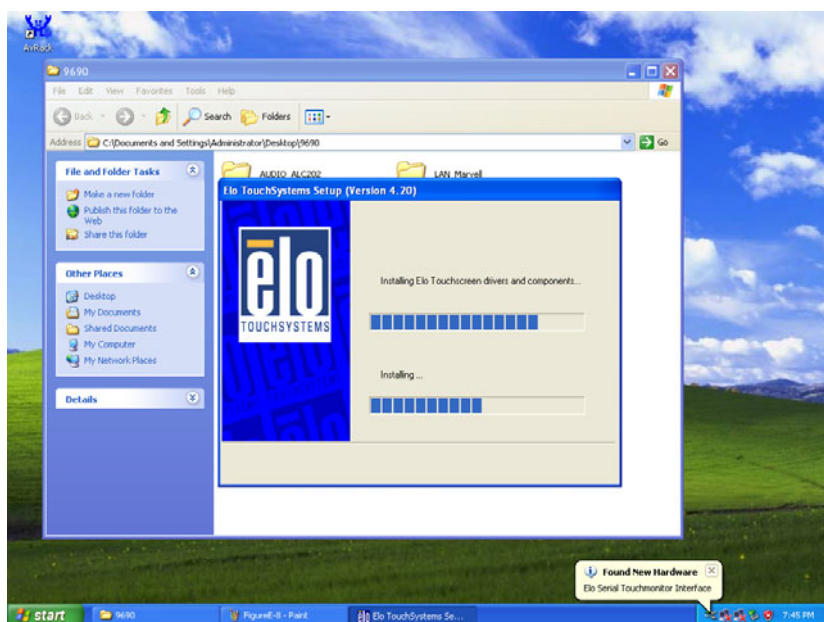 AvRack
9690
File Edit View Favorites Tools Help
Back Search Folders
Address C:\Documents and Settings\Administrator\Desktop\9690 Go
File and Folder Tasks
Make a new folder
Publish this folder to the
Web
Share this folder
Other Places
Desktop
My Documents
Shared Documents
My Computer
My Network Places
Details
AUDIO ALC202
LAN Marvell
Elo TouchSystems Setup (Version 4.20)
elo
TOUCHSYSTEMS
Installing Elo Touchscreen drivers and components...
Installing ...
Found New Hardware
Elo Serial Touchmonitor Interface
start
9690
FigureE-8 - Paint
Elo TouchSystems Se...
7:45 PM